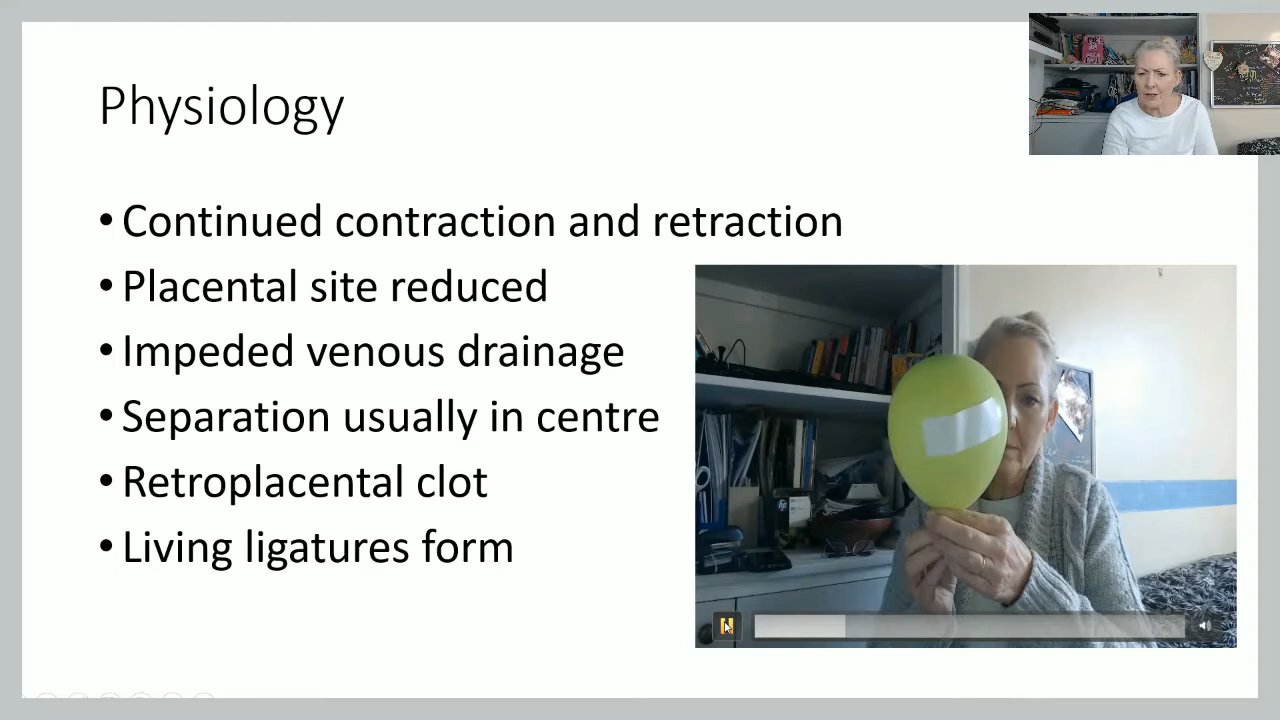 Physiology
• Continued contraction and retraction
• Placental site reduced
• Impeded venous drainage
• Separation usually in centre
• Retroplacental clot
• Living ligatures form